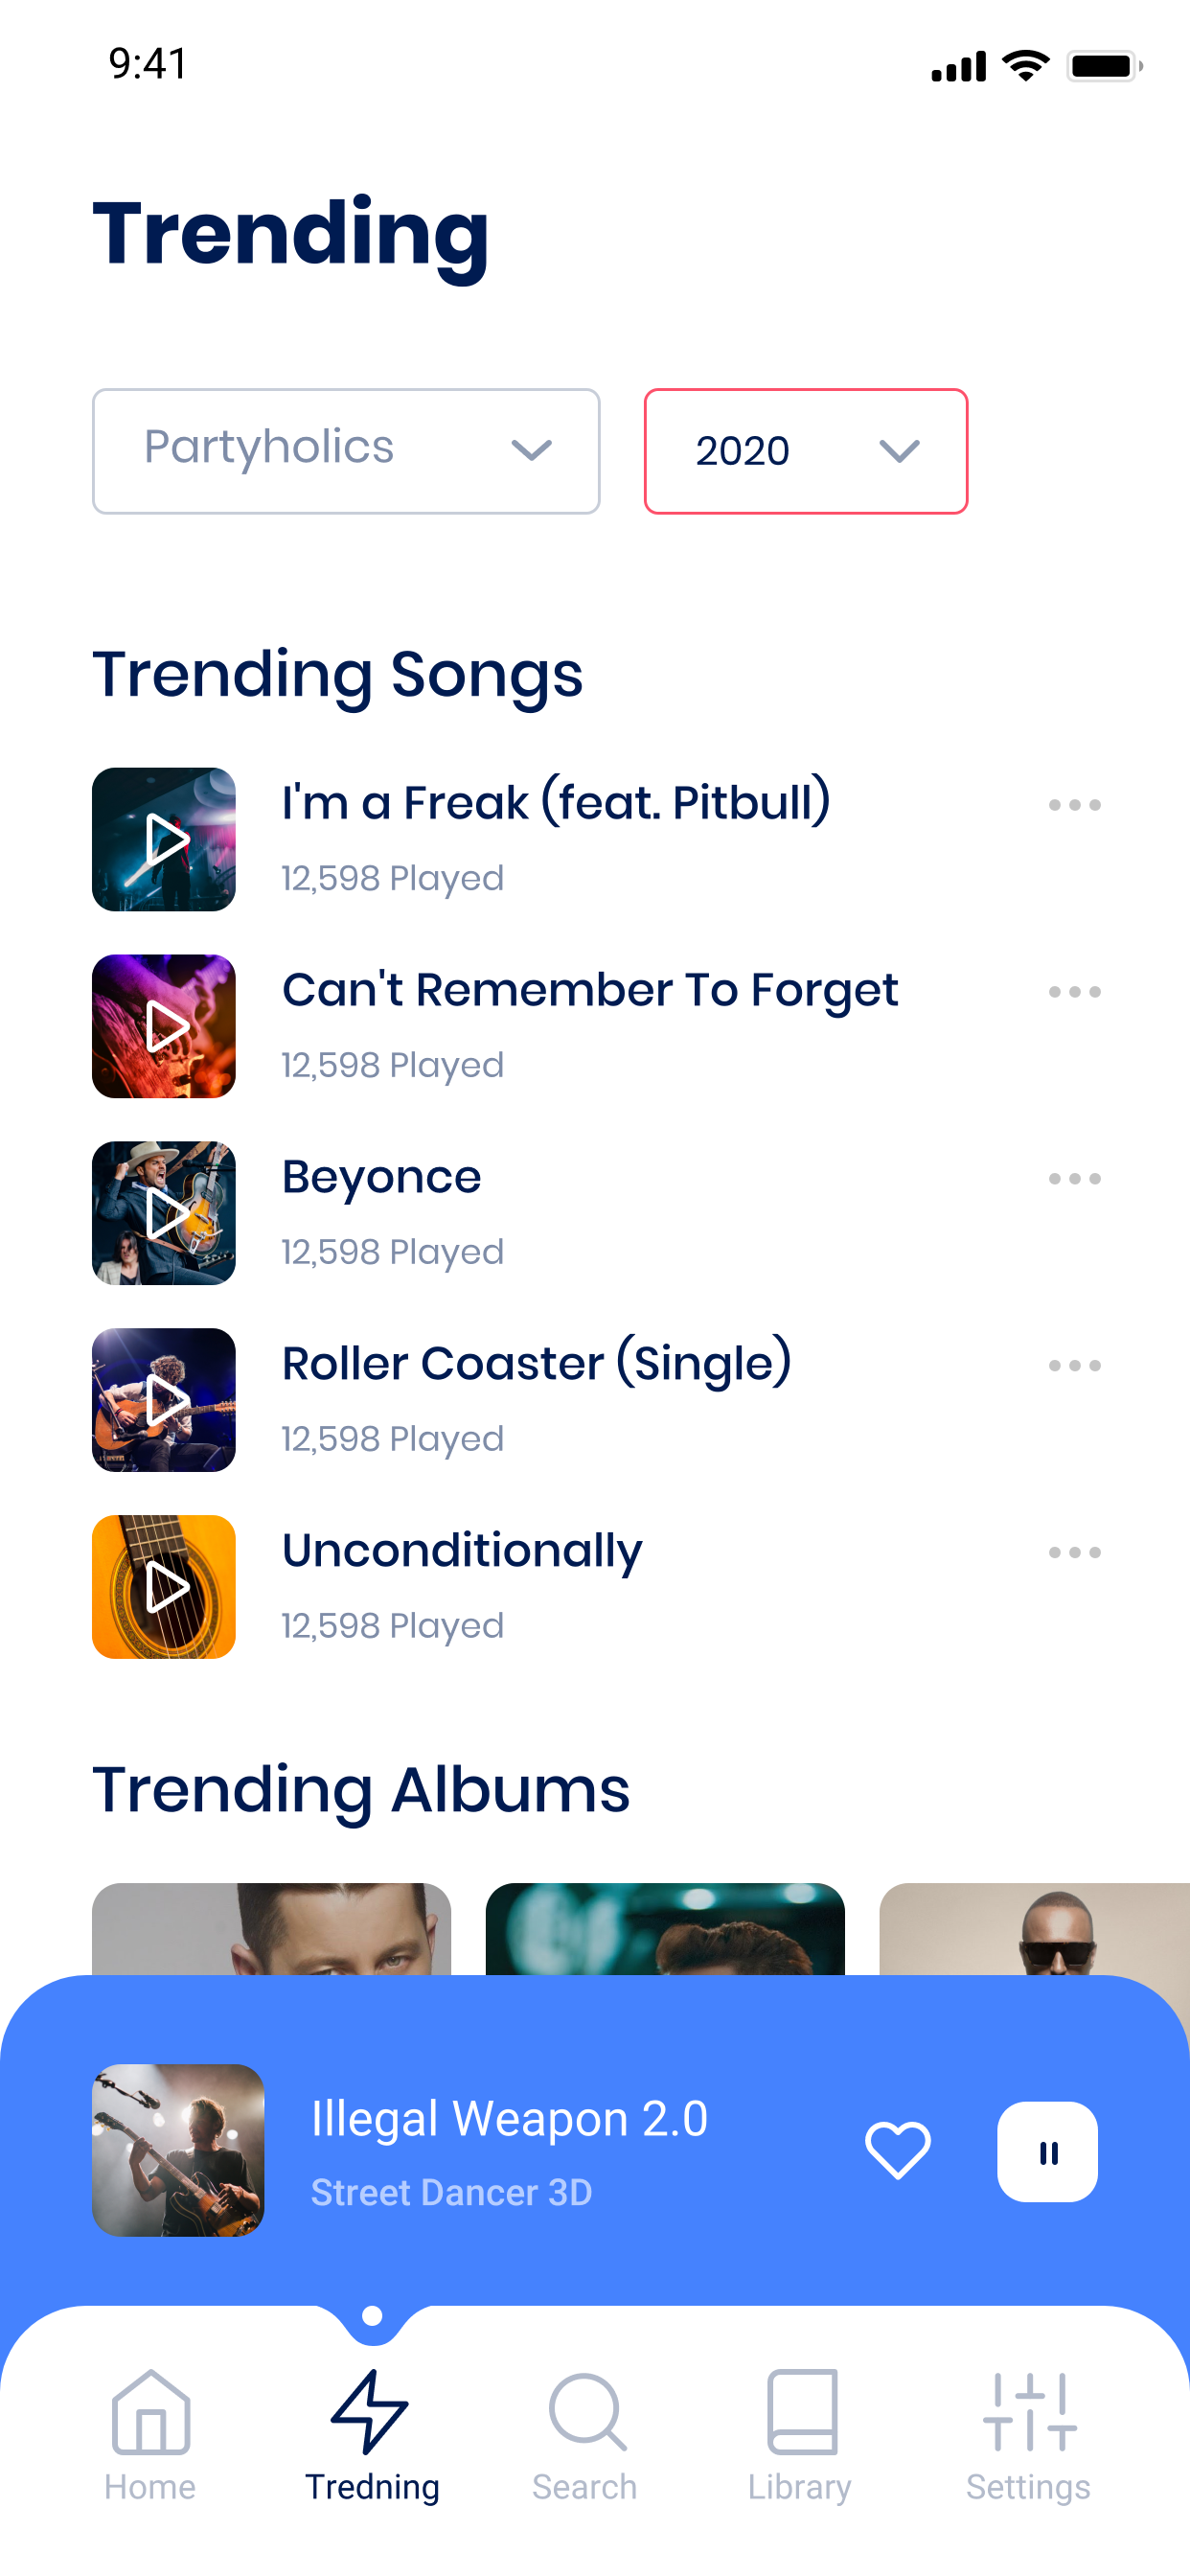 9:41
Trending
Partyholics
2020
Trending Songs
I'm a Freak (feat. Pitbull)
12,598 Played
Can't Remember To Forget
12,598 Played
Beyonce
12,598 Played
Roller Coaster (Single)
12,598 Played
Unconditionally
12,598 Played
Trending Albums
Illegal Weapon 2.0
Street Dancer 3D
Home
Tredning
Search
Library
Settings